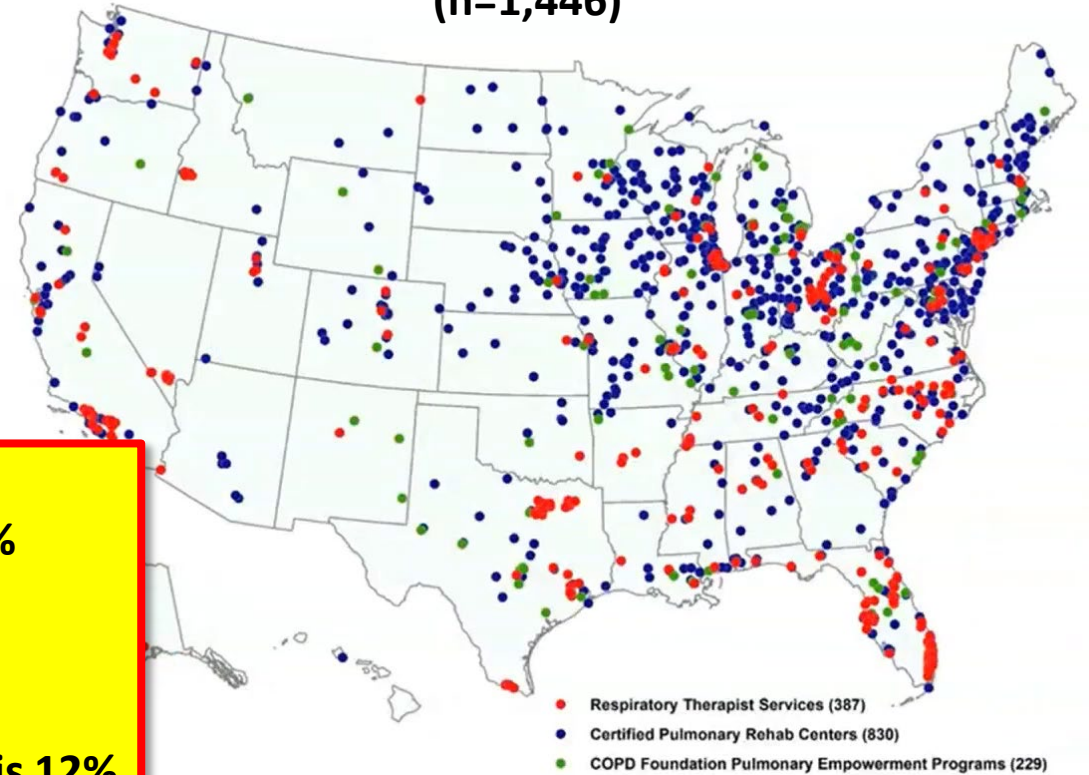 (n=1,446)
%
is 12%
Respiratory Therapist Services (387)
Certified Pulmonary Rehab Centers (830)
COPD Foundation Pulmonary Empowerment Programs (229)